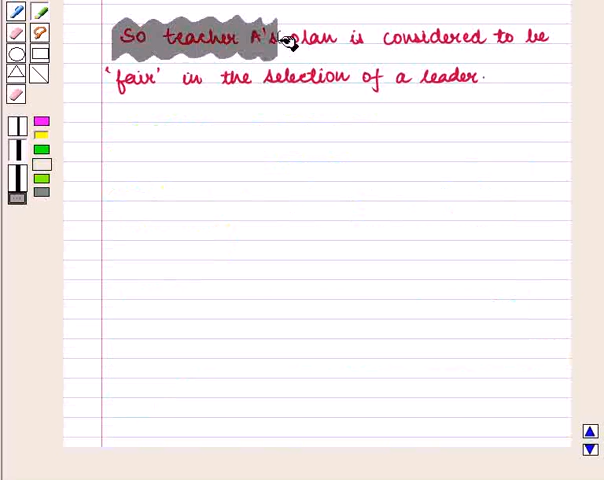 So teacher A's plan is considered to be
'fair' in the selection of a leader.